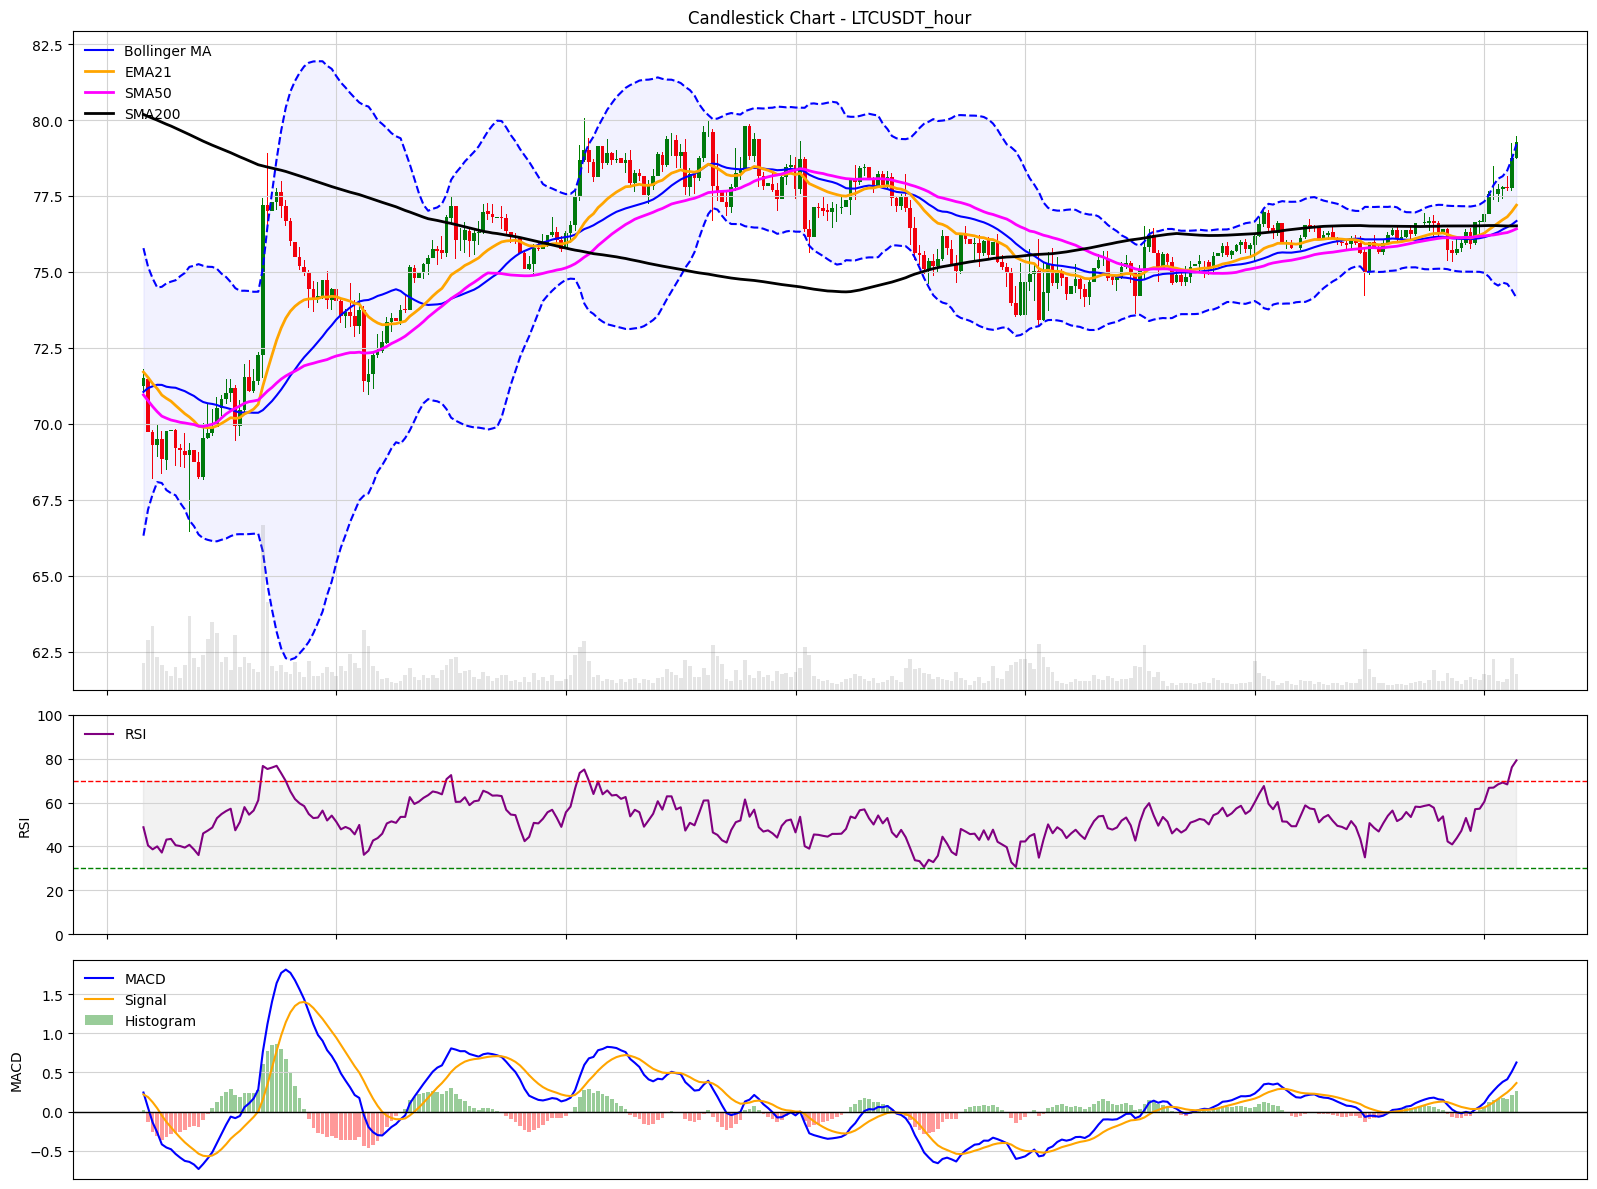 Candlestick Chart - LTCUSDT_hour
82.5
80.0
77.5
75.0
72.5
70.0
67.5
65.0
62.5
Bollinger MA
EMA21
SMA50
SMA200
100
80
60
40
20
0
RSI
RSI
1.5
1.0
0.5
0.0
−0.5
MACD
MACD
Signal
Histogram